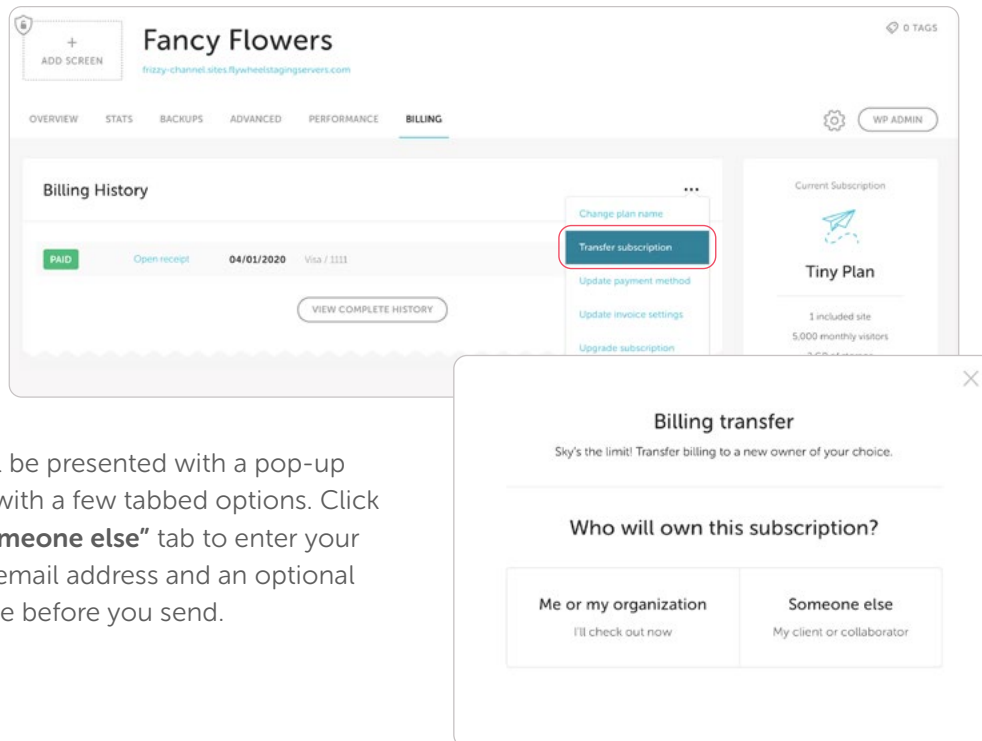 +
ADD SCREEN
Fancy Flowers
frizzy-channel.sites.flywheelstagingservers.com
0 TAGS
OVERVIEW STATS BACKUPS ADVANCED PERFORMANCE BILLING
WP ADMIN
Billing History
...
Change plan name
Transfer subscription
Update payment method
Update invoice settings
Upgrade subscription
PAID Open receipt 04/01/2020 Visa / 1111
VIEW COMPLETE HISTORY
Current Subscription
Tiny Plan
1 included site
5,000 monthly visitors
be presented with a pop-up
with a few tabbed options. Click
meone else” tab to enter your
email address and an optional
e before you send.
Billing transfer
Sky's the limit! Transfer billing to a new owner of your choice.
Who will own this subscription?
Me or my organization
I'll check out now
Someone else
My client or collaborator